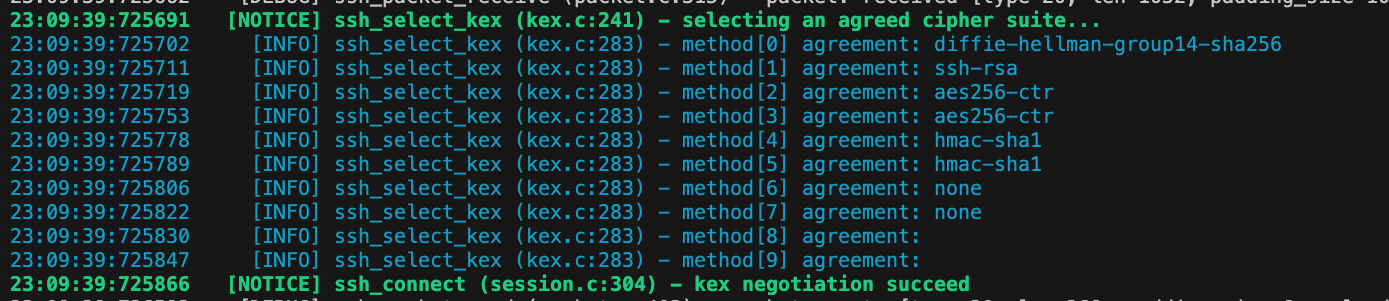 23:09:39:725691 [NOTICE] ssh_select_kex (kex.c:241) – selecting an agreed cipher suite...
23:09:39:725702 [INFO] ssh_select_kex (kex.c:283) – method[0] agreement: diffie-hellman-group14-sha256
23:09:39:725711 [INFO] ssh_select_kex (kex.c:283) – method[1] agreement: ssh-rsa
23:09:39:725719 [INFO] ssh_select_kex (kex.c:283) – method[2] agreement: aes256-ctr
23:09:39:725753 [INFO] ssh_select_kex (kex.c:283) – method[3] agreement: aes256-ctr
23:09:39:725778 [INFO] ssh_select_kex (kex.c:283) – method[4] agreement: hmac-sha1
23:09:39:725789 [INFO] ssh_select_kex (kex.c:283) – method[5] agreement: hmac-sha1
23:09:39:725806 [INFO] ssh_select_kex (kex.c:283) – method[6] agreement: none
23:09:39:725822 [INFO] ssh_select_kex (kex.c:283) – method[7] agreement: none
23:09:39:725830 [INFO] ssh_select_kex (kex.c:283) – method[8] agreement:
23:09:39:725847 [INFO] ssh_select_kex (kex.c:283) – method[9] agreement:
23:09:39:725866 [NOTICE] ssh_connect (session.c:304) – kex negotiation succeed